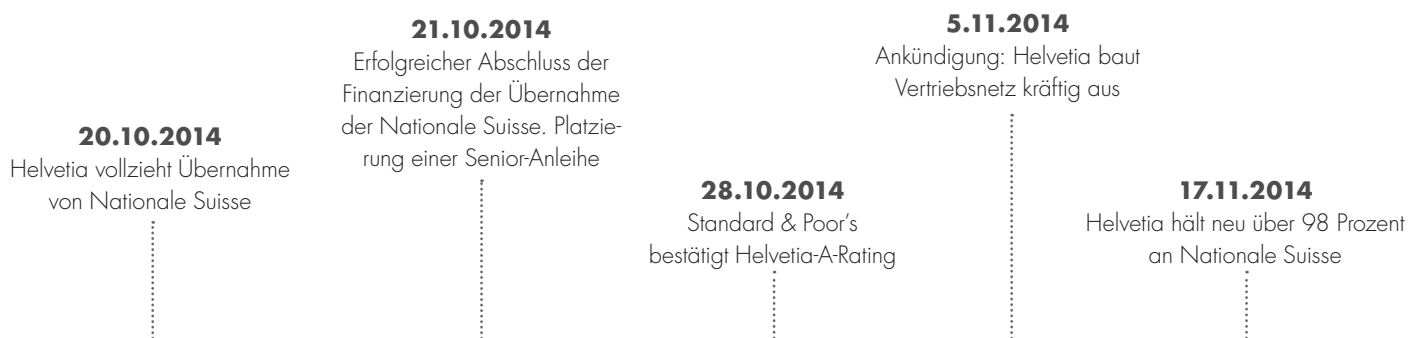 20.10.2014
Helvetia vollzieht Übernahme
von Nationale Suisse
21.10.2014
Erfolgreicher Abschluss der
Finanzierung der Übernahme
der Nationale Suisse. Platzie-
rung einer Senior-Anleihe
28.10.2014
Standard & Poor’s
bestätigt Helvetia-A-Rating
5.11.2014
Ankündigung: Helvetia baut
Vertriebsnetz kräftig aus
17.11.2014
Helvetia hält neu über 98 Prozent
an Nationale Suisse